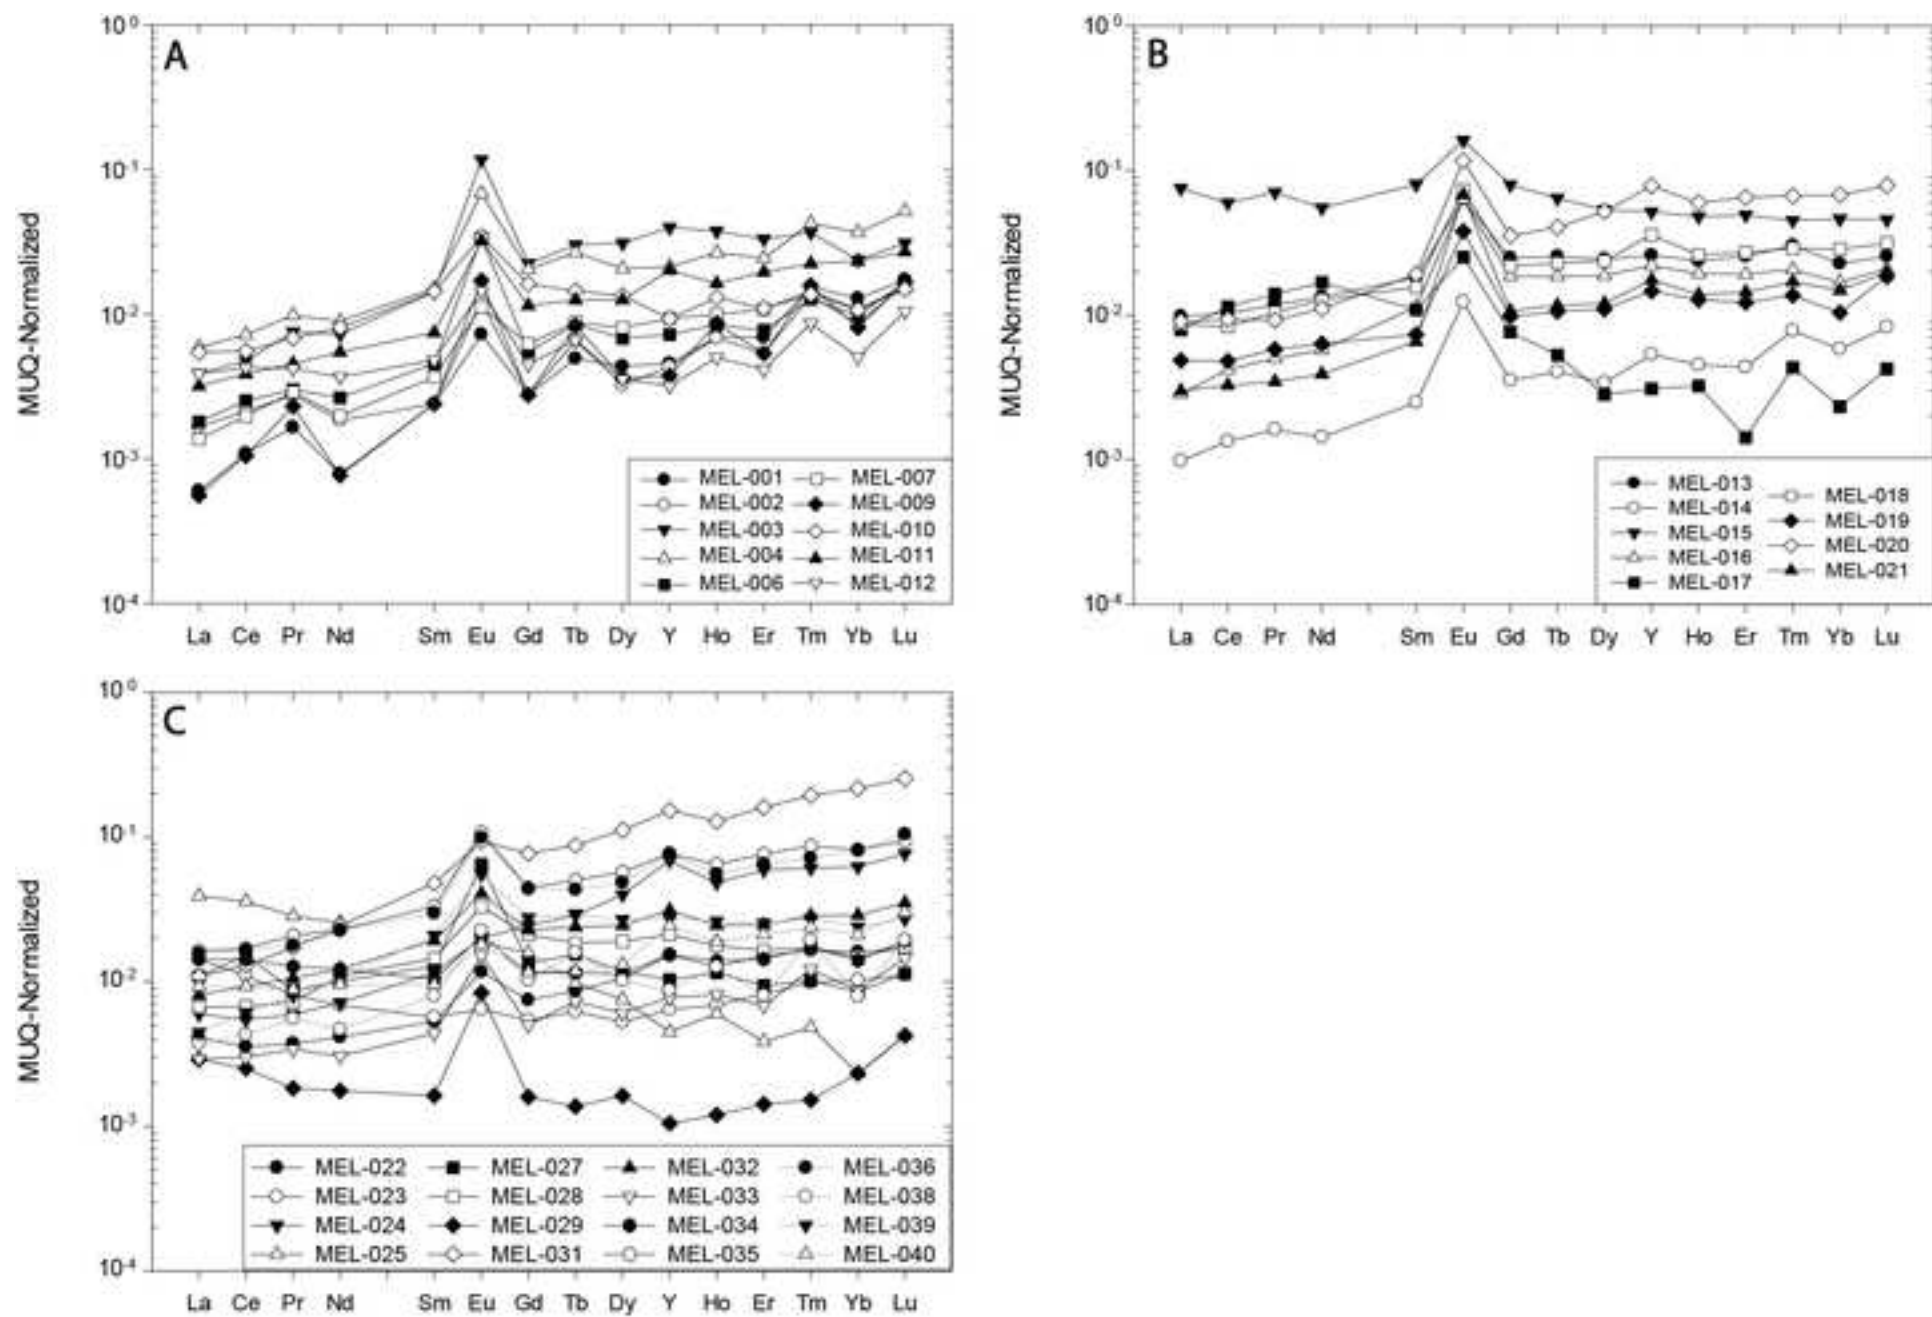 A
MUQ-Normalized
10⁰
10⁻¹
10⁻²
10⁻³
10⁻⁴
La Ce Pr Nd Sm Eu Gd Tb Dy Y Ho Er Tm Yb Lu
MEL-001 MEL-007
MEL-002 MEL-009
MEL-003 MEL-010
MEL-004 MEL-011
MEL-006 MEL-012
B
MUQ-Normalized
10⁰
10⁻¹
10⁻²
10⁻³
10⁻⁴
La Ce Pr Nd Sm Eu Gd Tb Dy Y Ho Er Tm Yb Lu
MEL-013
MEL-014
MEL-015
MEL-016
MEL-017
MEL-018
MEL-019
MEL-020
MEL-021
C
MUQ-Normalized
10⁰
10⁻¹
10⁻²
10⁻³
10⁻⁴
La Ce Pr Nd Sm Eu Gd Tb Dy Y Ho Er Tm Yb Lu
MEL-022 MEL-027 MEL-032 MEL-036
MEL-023 MEL-028 MEL-033 MEL-038
MEL-024 MEL-029 MEL-034 MEL-039
MEL-025 MEL-031 MEL-035 MEL-040